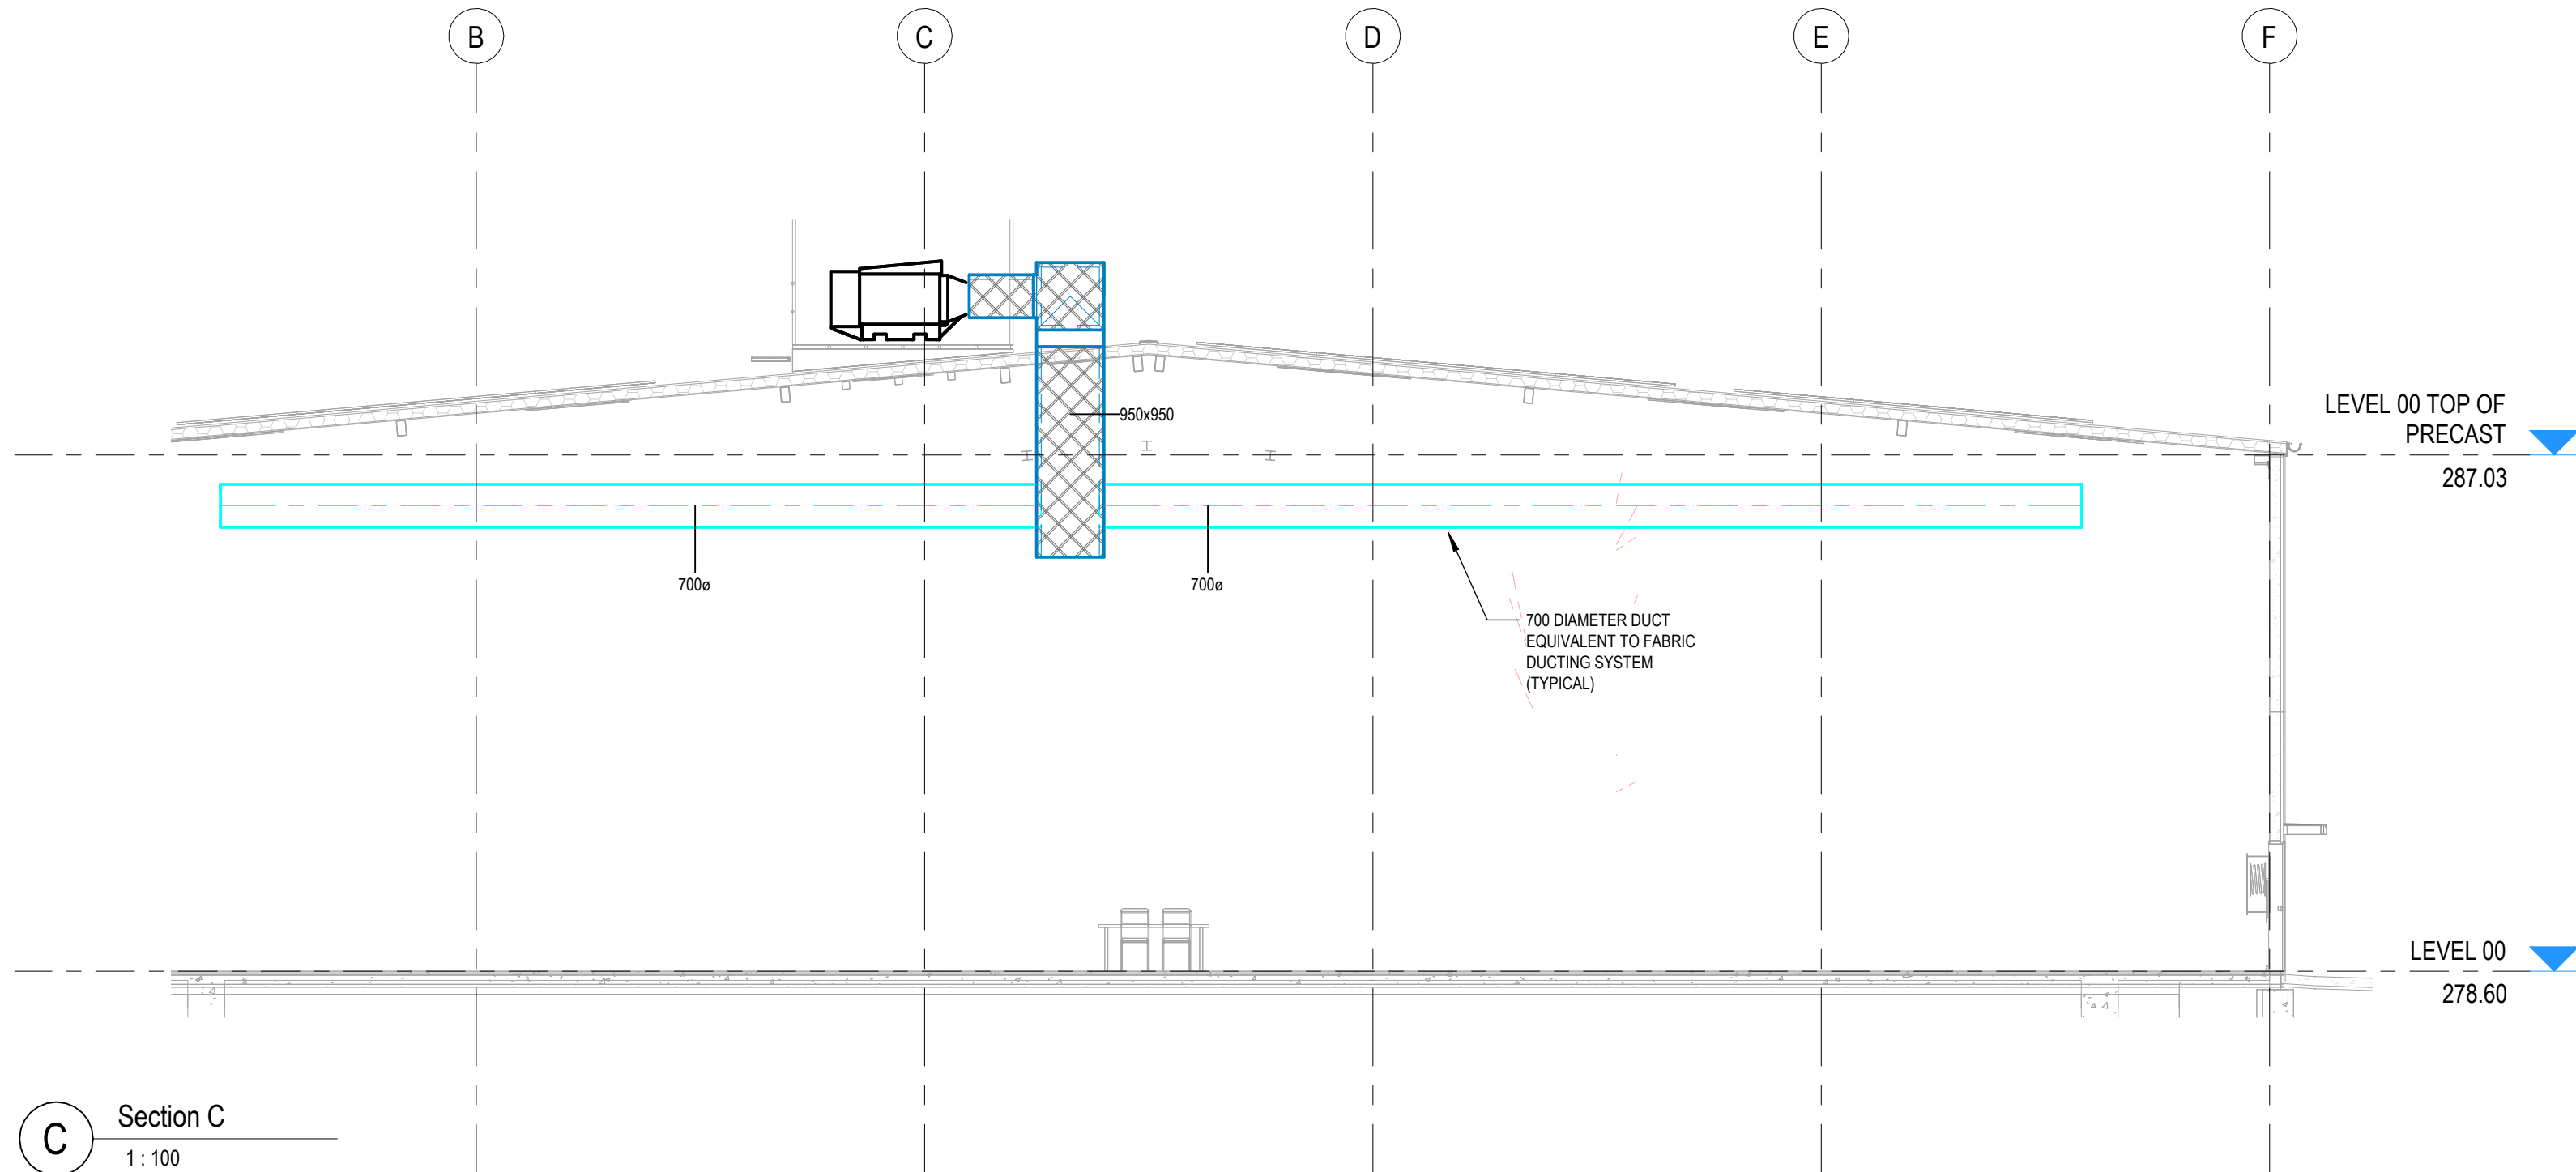 B
C
D
E
F
LEVEL 00 TOP OF
PRECAST
287.03
950x950
700ø
700ø
700 DIAMETER DUCT
EQUIVALENT TO FABRIC
DUCTING SYSTEM
(TYPICAL)
LEVEL 00
278.60
C
Section C
1 : 100